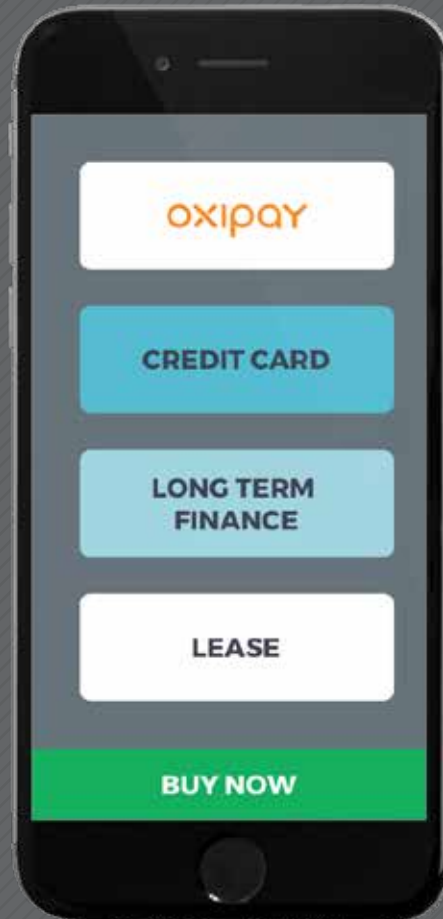 oxipay
CREDIT CARD
LONG TERM
FINANCE
LEASE
BUY NOW